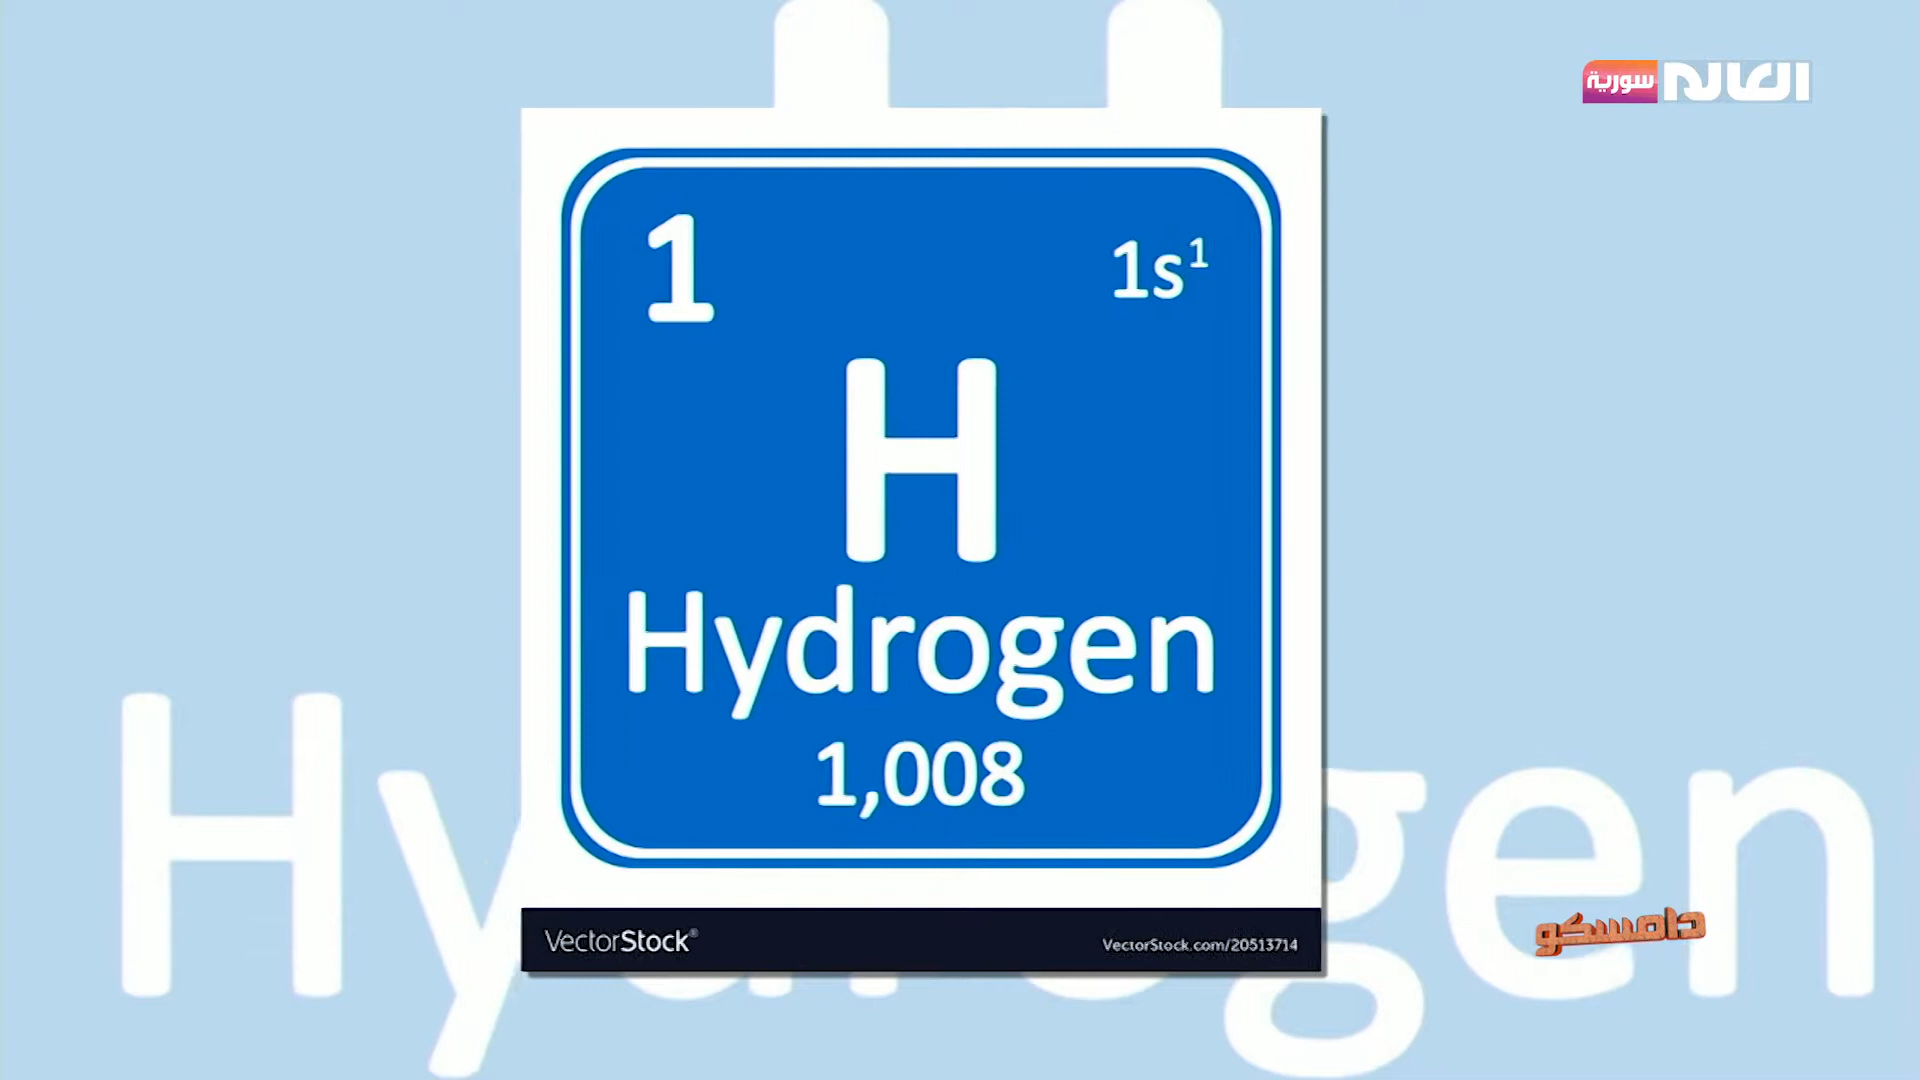 العالم سورية
1
1s¹
H
Hydrogen
1,008
Hydrogen
VectorStock®
VectorStock.com/20513714
دامسكو